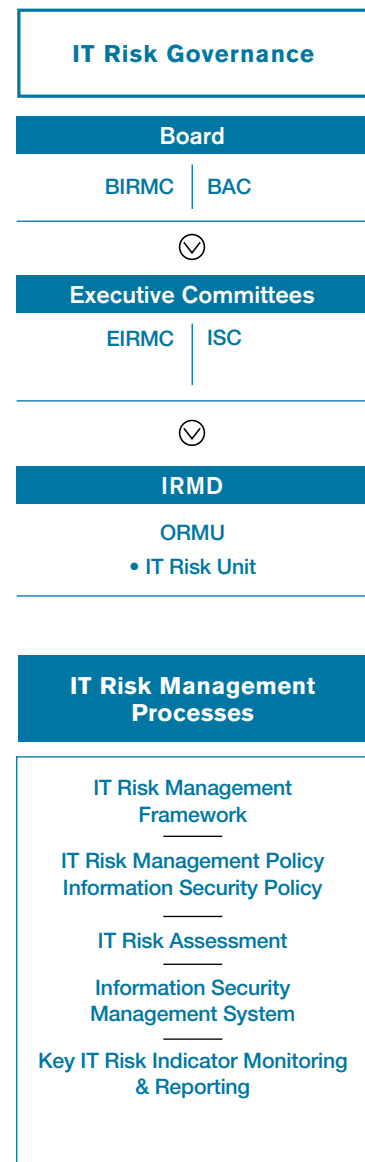 IT Risk Governance
Board
BIRMC BAC
Executive Committees
EIRMC ISC
IRMD
ORMU
• IT Risk Unit
IT Risk Management
Processes
IT Risk Management
Framework
IT Risk Management Policy
Information Security Policy
IT Risk Assessment
Information Security
Management System
Key IT Risk Indicator Monitoring
& Reporting